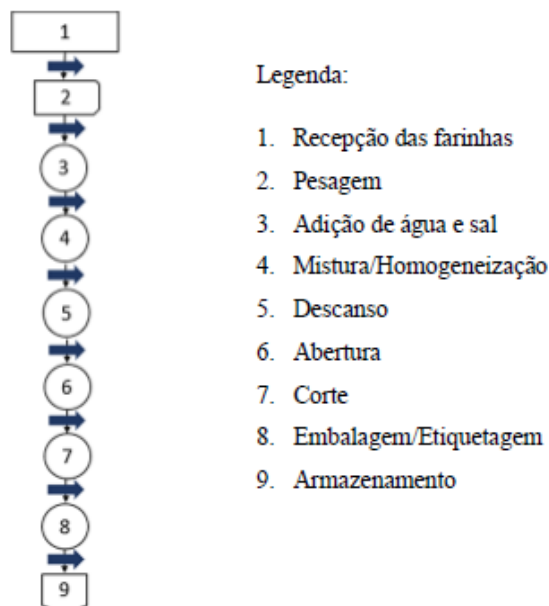 1
2
3
4
5
6
7
8
9
Legenda:
1. Recepção das farinhas
2. Pesagem
3. Adição de água e sal
4. Mistura/Homogeneização
5. Descanso
6. Abertura
7. Corte
8. Embalagem/Etiquetagem
9. Armazenamento